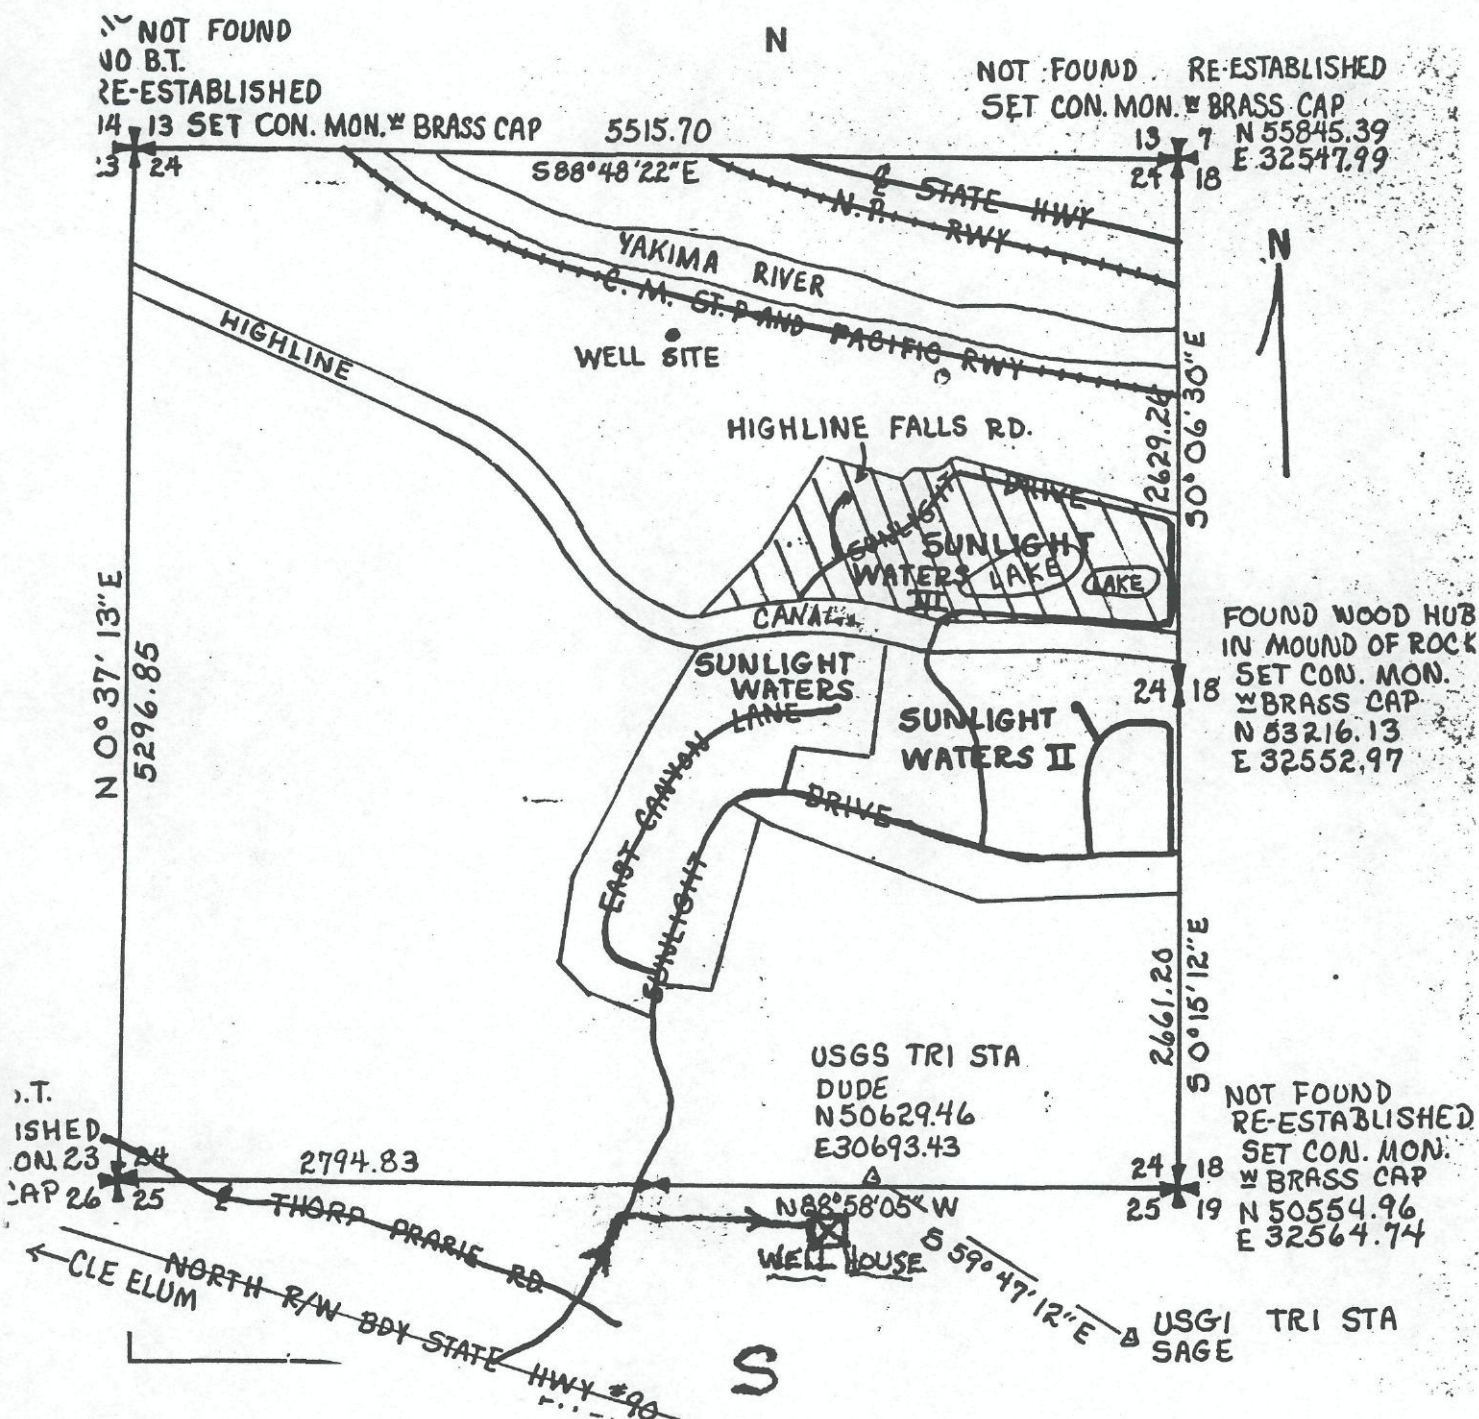 NOT FOUND
NO B.T.
RE-ESTABLISHED
14 13 SET CON. MON. W BRASS CAP
23 24
N
5515.70
S88°48'22"E
NOT FOUND. RE-ESTABLISHED
SET CON. MON. W BRASS CAP
13 7 N 55845.39
24 18 E 32547.99
℄ STATE HWY
N.P. RWY
YAKIMA RIVER
C. M. ST. P AND PACIFIC RWY
N
HIGHLINE
WELL SITE
HIGHLINE FALLS RD.
2629.26
S0°06'30"E
SUNLIGHT DRIVE
SUNLIGHT
WATERS
III
LAKE
LAKE
CANAL
N 0°37'13"E
5296.85
FOUND WOOD HUB
IN MOUND OF ROCK
SET CON. MON.
W BRASS CAP
N 53216.13
E 32552.97
24 18
SUNLIGHT
WATERS
EAST CANYON LANE
SUNLIGHT
WATERS II
SUNLIGHT DRIVE
2661.20
S 0°15'12"E
USGS TRI STA
DUDE
N50629.46
E30693.43
.T.
ISHED
ON. 23 24
CAP 26 25
2794.83
N88°58'05"W
24 18
25 19
NOT FOUND
RE-ESTABLISHED
SET CON. MON.
W BRASS CAP
N 50554.96
E 32564.74
℄ THORP PRARIE RD.
WELL HOUSE
S 59°47'12"E
← CLE ELUM
NORTH R/W BDY STATE HWY #90
USGI TRI STA
SAGE
S